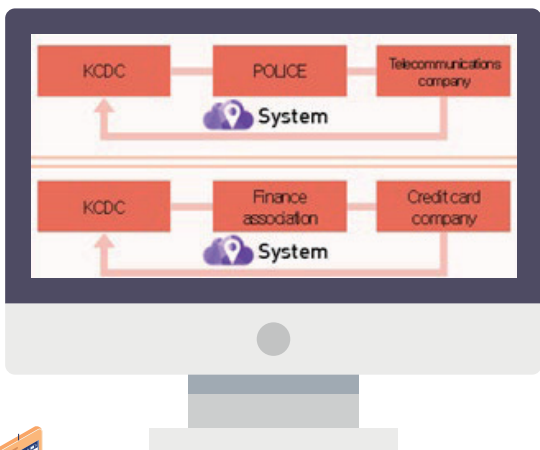 KCDC
POLICE
Telecommunications
company
System
KCDC
Finance
association
Credit card
company
System